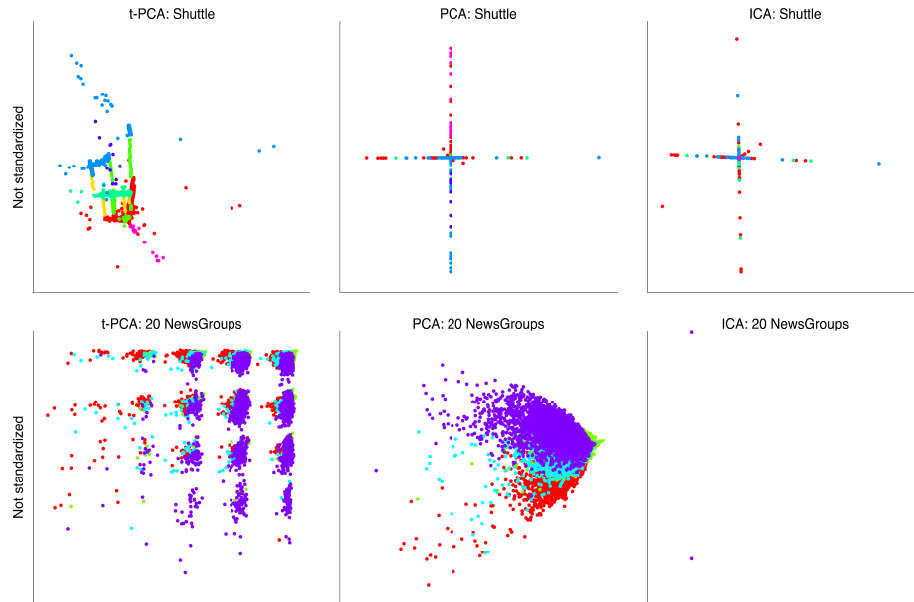 t-PCA: Shuttle
PCA: Shuttle
ICA: Shuttle
Not standardized
t-PCA: 20 NewsGroups
PCA: 20 NewsGroups
ICA: 20 NewsGroups
Not standardized